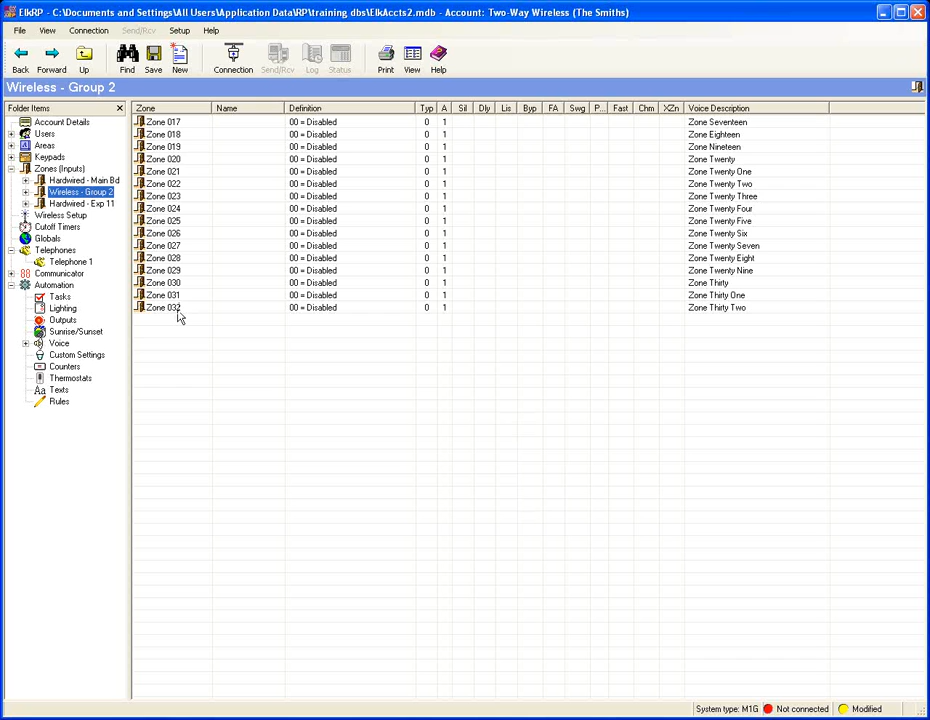 ElkRP - C:\Documents and Settings\All Users\Application Data\RP\training dbs\ElkAccts2.mdb - Account: Two-Way Wireless (The Smiths)
File View Connection Send/Rcv Setup Help
Back Forward Up Find Save New Connection Send/Rcv Log Status Print View Help
Wireless - Group 2
Folder Items
Account Details
Users
Areas
Keypads
Zones (Inputs)
Hardwired - Main Bd
Wireless - Group 2
Hardwired - Exp 11
Wireless Setup
Cutoff Timers
Globals
Telephones
Telephone 1
Communicator
Automation
Tasks
Lighting
Outputs
Sunrise/Sunset
Voice
Custom Settings
Counters
Thermostats
Aa Texts
Rules
Zone Name Definition Typ A Sil Dly Lis Byp FA Swg P... Fast Chm XZn Voice Description
Zone 017 00 = Disabled 0 1 Zone Seventeen
Zone 018 00 = Disabled 0 1 Zone Eighteen
Zone 019 00 = Disabled 0 1 Zone Nineteen
Zone 020 00 = Disabled 0 1 Zone Twenty
Zone 021 00 = Disabled 0 1 Zone Twenty One
Zone 022 00 = Disabled 0 1 Zone Twenty Two
Zone 023 00 = Disabled 0 1 Zone Twenty Three
Zone 024 00 = Disabled 0 1 Zone Twenty Four
Zone 025 00 = Disabled 0 1 Zone Twenty Five
Zone 026 00 = Disabled 0 1 Zone Twenty Six
Zone 027 00 = Disabled 0 1 Zone Twenty Seven
Zone 028 00 = Disabled 0 1 Zone Twenty Eight
Zone 029 00 = Disabled 0 1 Zone Twenty Nine
Zone 030 00 = Disabled 0 1 Zone Thirty
Zone 031 00 = Disabled 0 1 Zone Thirty One
Zone 032 00 = Disabled 0 1 Zone Thirty Two
System type: M1G Not connected Modified